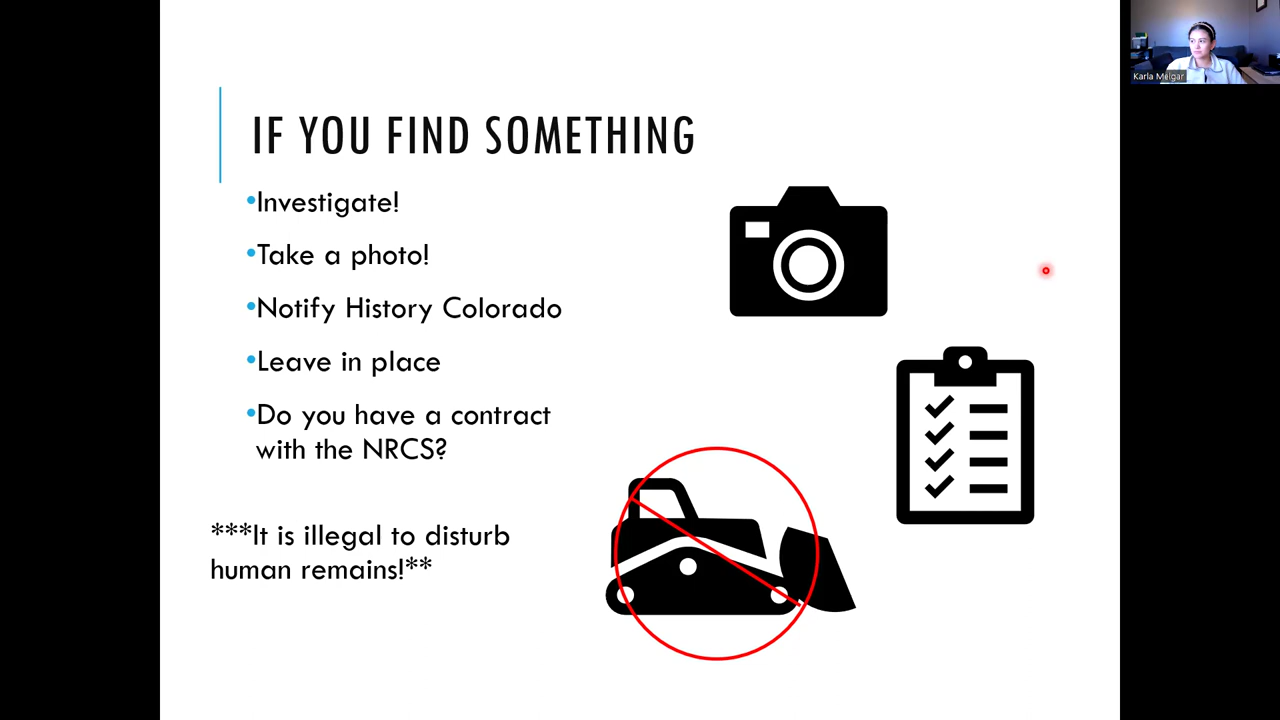 IF YOU FIND SOMETHING
•Investigate!
•Take a photo!
•Notify History Colorado
•Leave in place
•Do you have a contract
with the NRCS?
***It is illegal to disturb
human remains!**
Karla Melgar